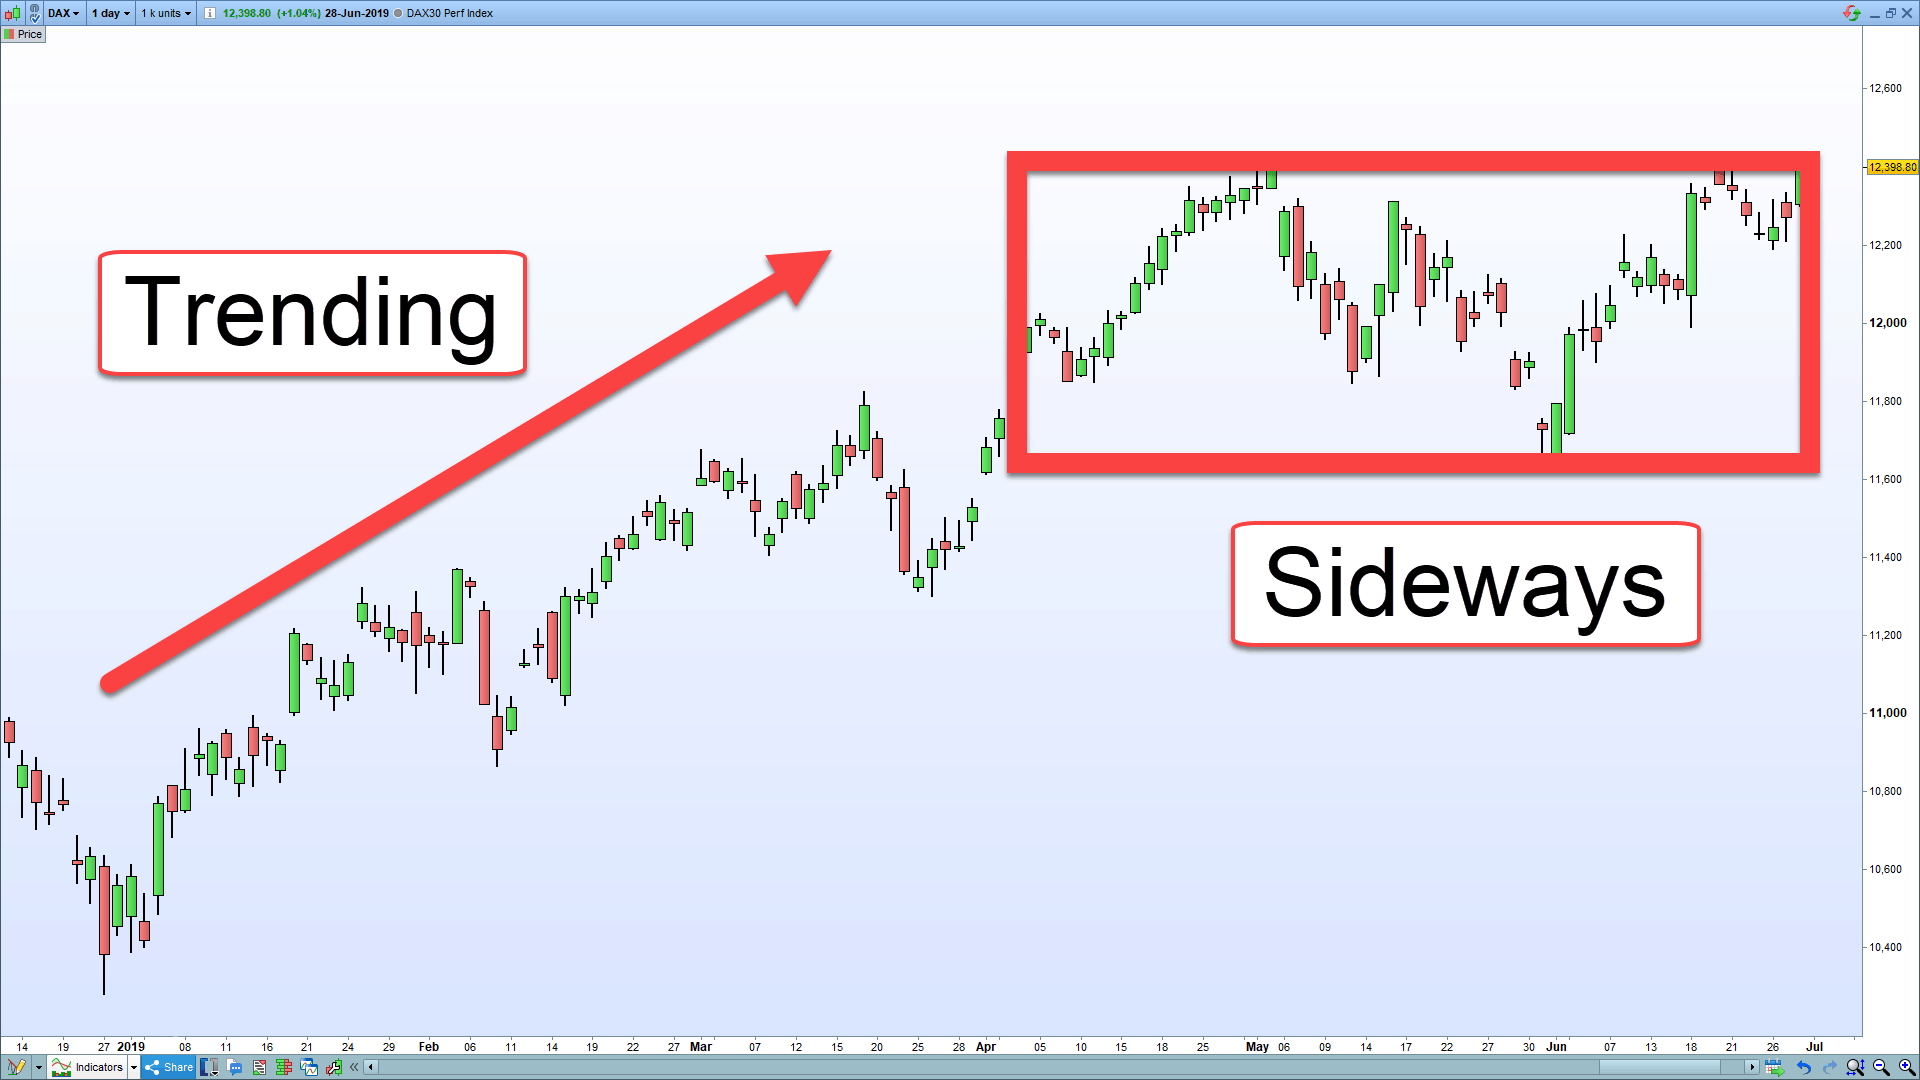 DAX 1 day 1 k units 12,398.80 (+1.04%) 28-Jun-2019 DAX30 Perf Index
Price
12,600
12,398.80
Trending
12,200
12,000
11,800
11,600
Sideways
11,400
11,200
11,000
10,800
10,600
10,400
14 19 27 2019 08 11 16 21 24 29 Feb 06 11 14 19 22 27 Mar 07 12 15 20 25 28 Apr 05 10 15 18 25 May 06 09 14 17 22 27 30 Jun 07 13 18 21 26 Jul
Indicators Share